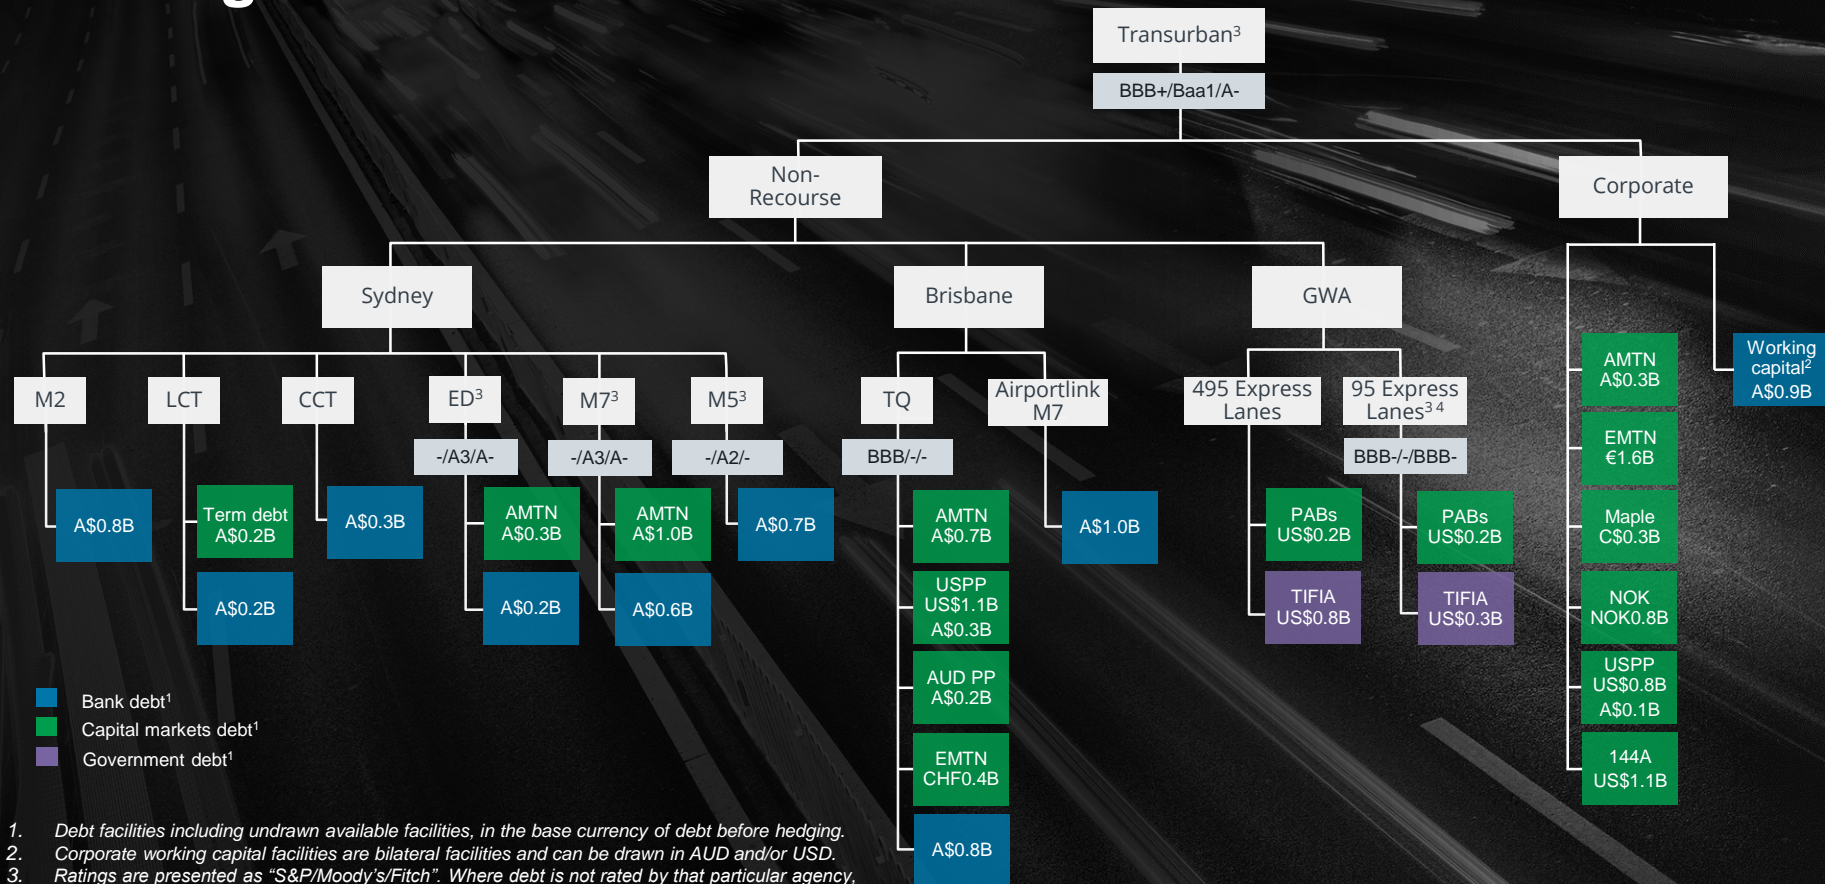 Transurban3
BBB+/Baa1/A-
Non-
Recourse
Corporate
Sydney
Brisbane
GWA
M2
LCT
CCT
ED3
M73
M53
TQ
Airportlink
M7
495 Express
Lanes
95 Express
Lanes3 4
-/A3/A-
-/A3/A-
-/A2/-
BBB/-/-
BBB-/-/BBB-
A$0.8B
Term debt
A$0.2B
A$0.2B
A$0.3B
AMTN
A$0.3B
A$0.2B
AMTN
A$1.0B
A$0.6B
A$0.7B
AMTN
A$0.7B
USPP
US$1.1B
A$0.3B
AUD PP
A$0.2B
EMTN
CHF0.4B
A$0.8B
A$1.0B
PABs
US$0.2B
TIFIA
US$0.8B
PABs
US$0.2B
TIFIA
US$0.3B
AMTN
A$0.3B
EMTN
€1.6B
Maple
C$0.3B
NOK
NOK0.8B
USPP
US$0.8B
A$0.1B
144A
US$1.1B
Working
capital2
A$0.9B
Bank debt1
Capital markets debt1
Government debt1
1. Debt facilities including undrawn available facilities, in the base currency of debt before hedging.
2. Corporate working capital facilities are bilateral facilities and can be drawn in AUD and/or USD.
3. Ratings are presented as “S&P/Moody’s/Fitch”. Where debt is not rated by that particular agency,